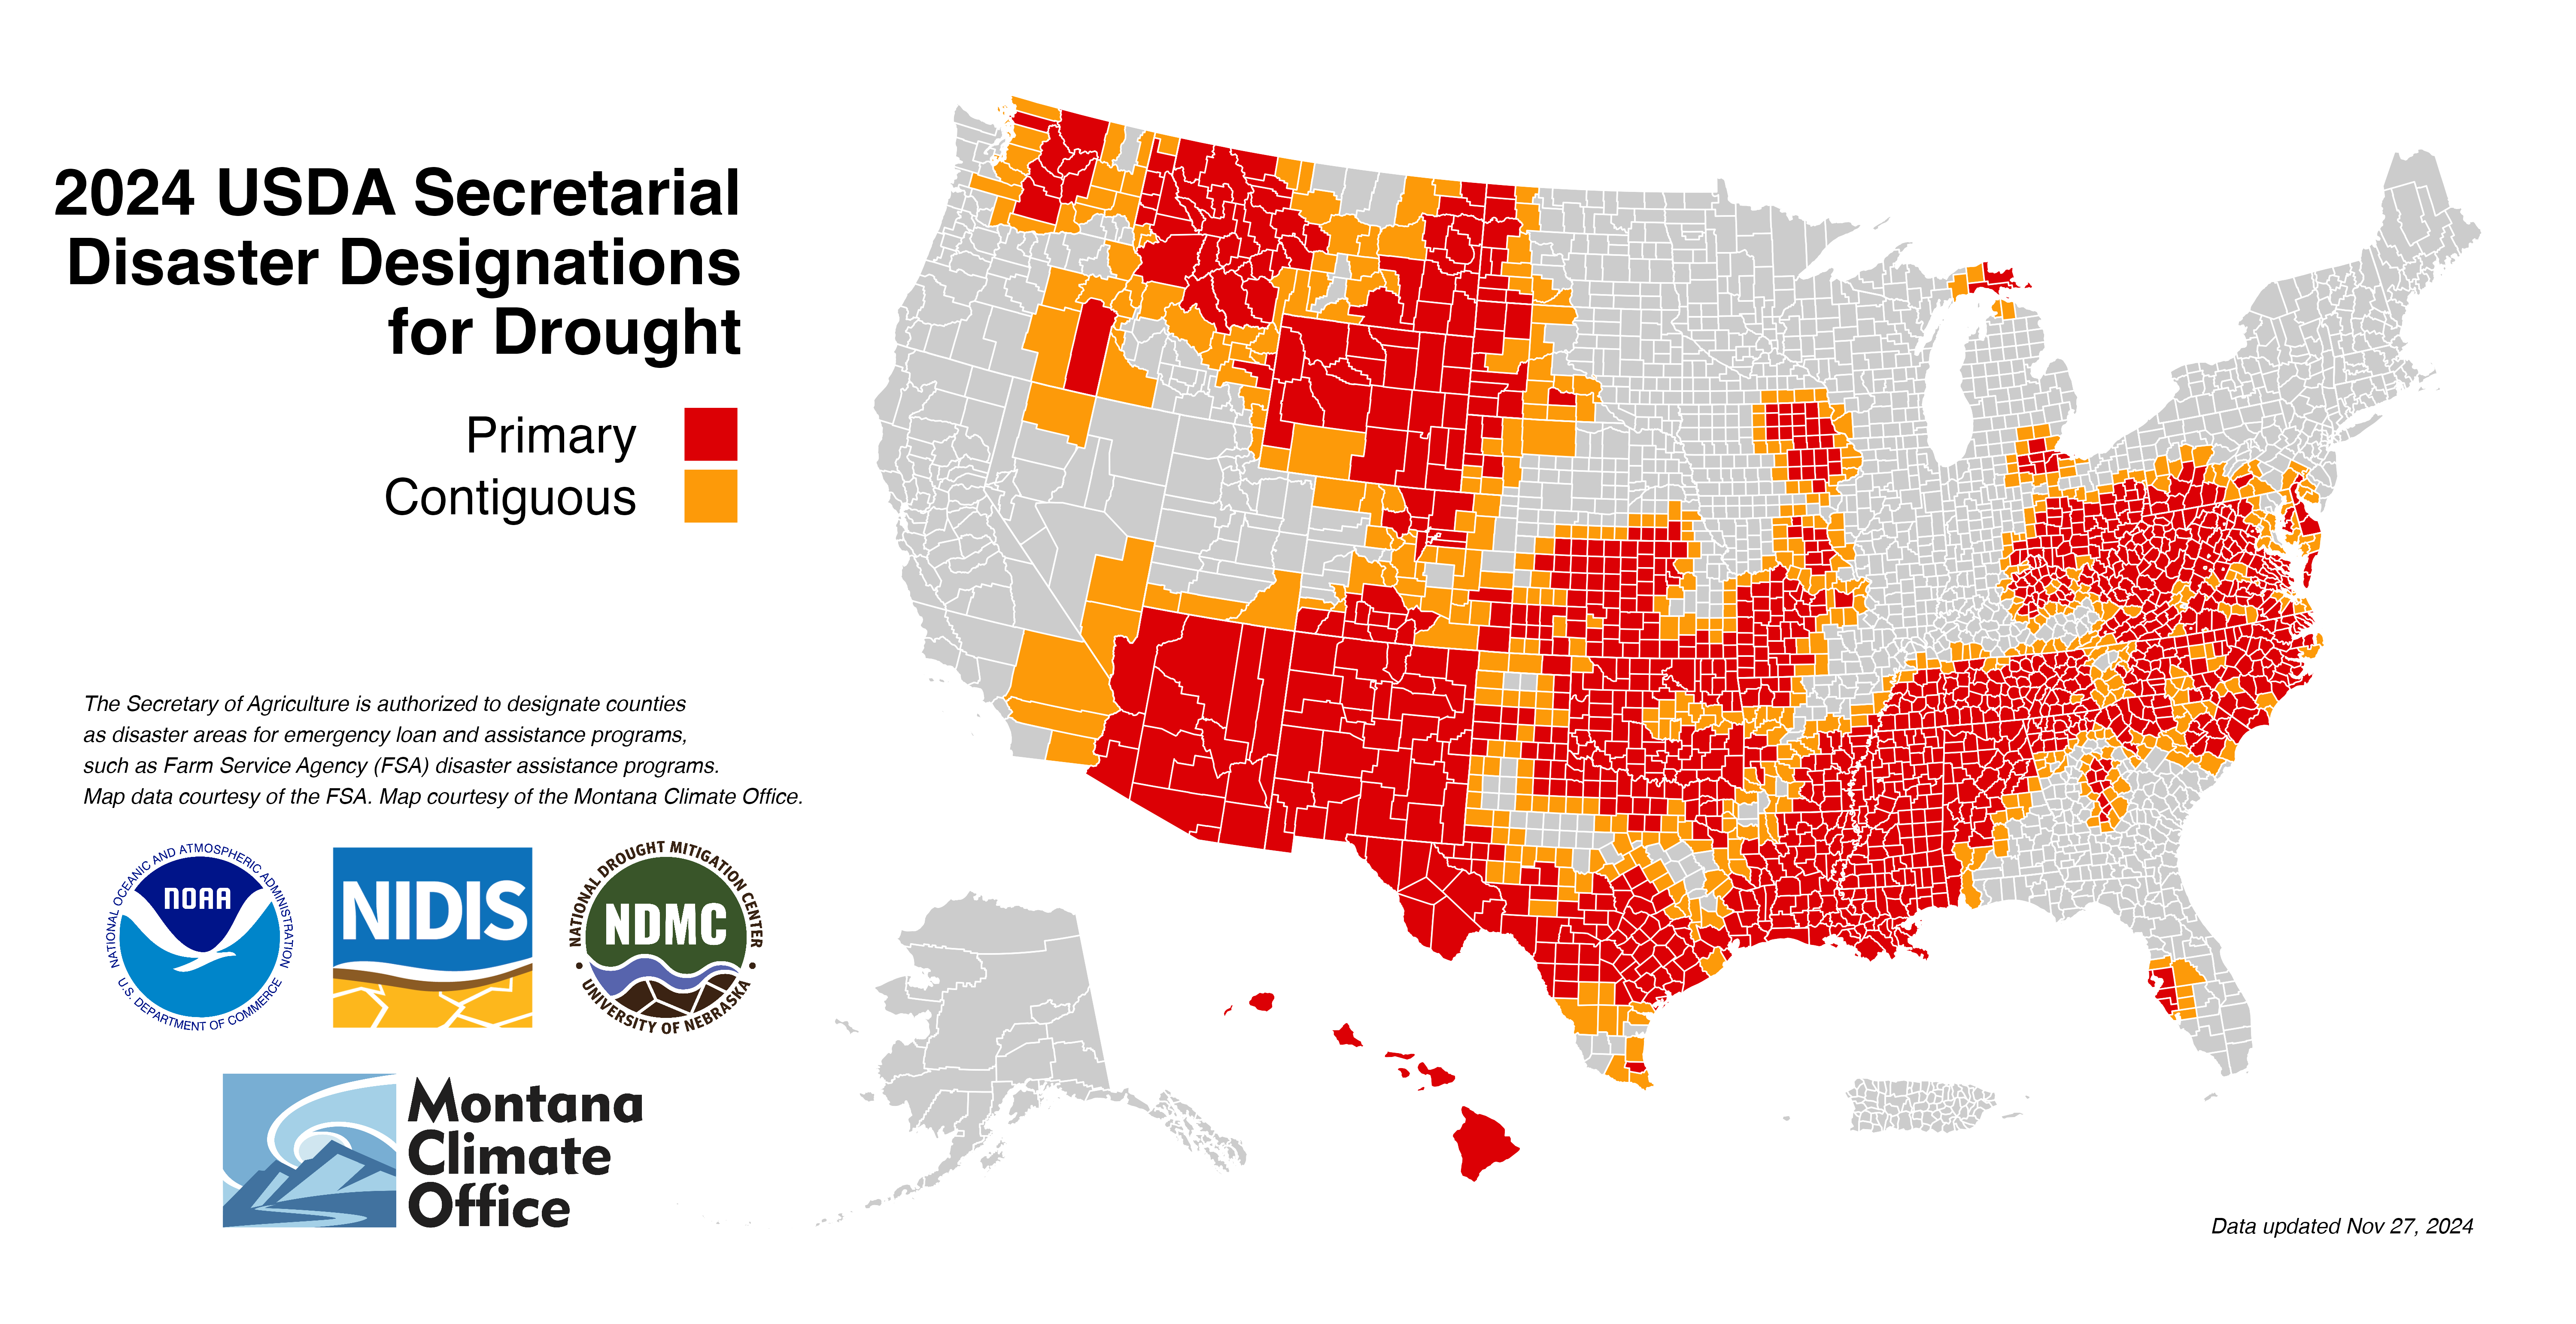 2024 USDA Secretarial
Disaster Designations
for Drought
Primary
Contiguous
The Secretary of Agriculture is authorized to designate counties
as disaster areas for emergency loan and assistance programs,
such as Farm Service Agency (FSA) disaster assistance programs.
Map data courtesy of the FSA. Map courtesy of the Montana Climate Office.
NATIONAL OCEANIC AND ATMOSPHERIC ADMINISTRATION
NOAA
U.S. DEPARTMENT OF COMMERCE
NIDIS
NATIONAL DROUGHT MITIGATION CENTER
NDMC
UNIVERSITY OF NEBRASKA
Montana
Climate
Office
Data updated Nov 27, 2024